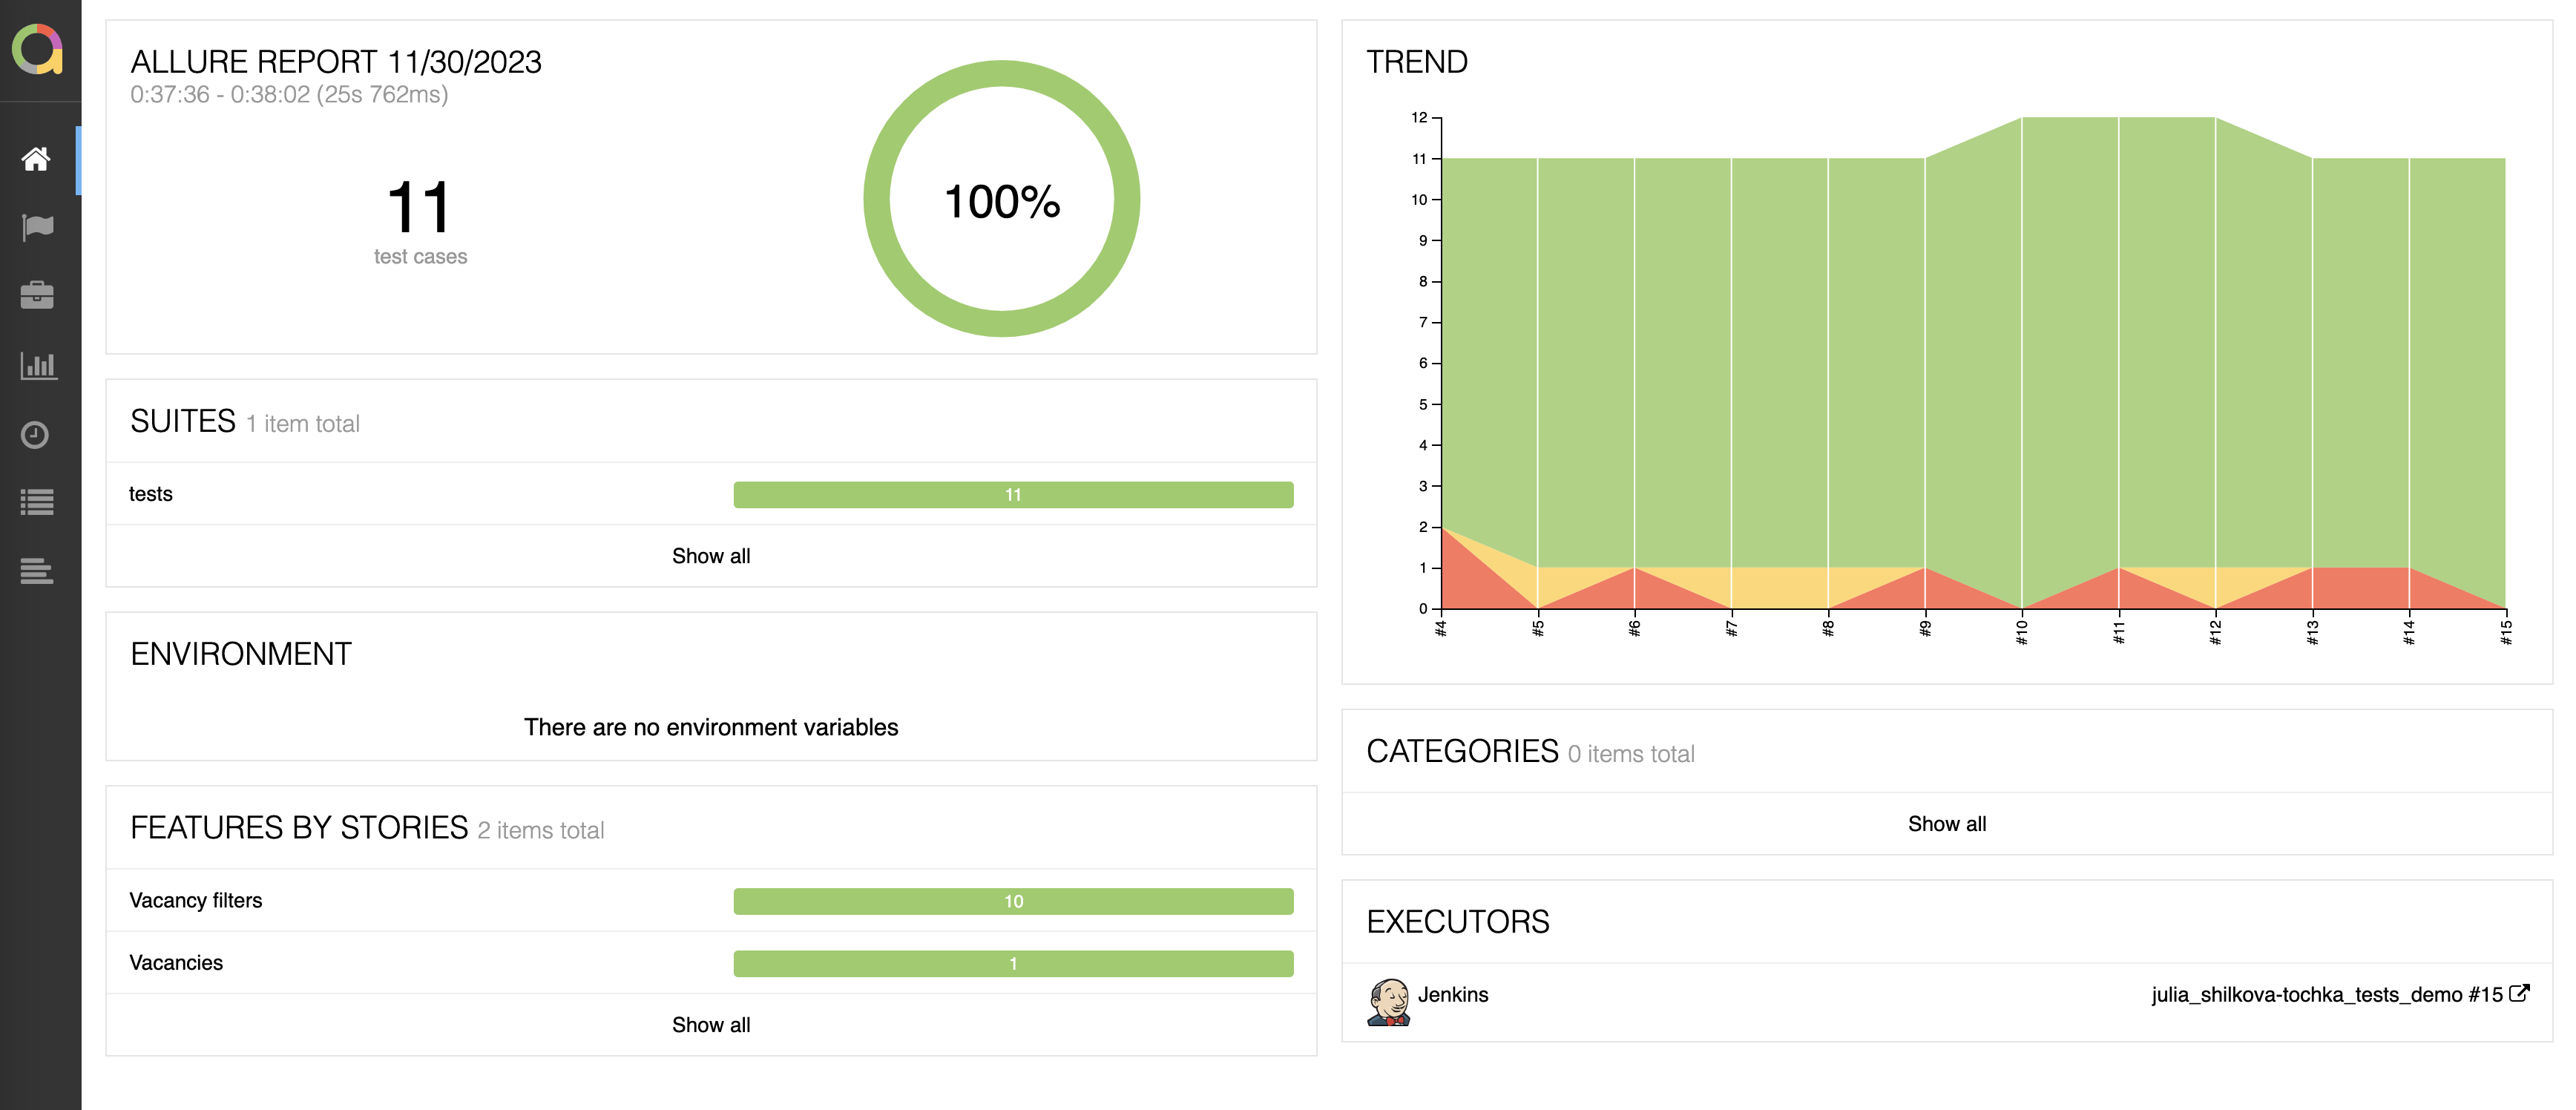 ALLURE REPORT 11/30/2023
0:37:36 - 0:38:02 (25s 762ms)
11
test cases
100%
SUITES 1 item total
tests 11
Show all
ENVIRONMENT
There are no environment variables
FEATURES BY STORIES 2 items total
Vacancy filters 10
Vacancies 1
Show all
TREND
12
11
10
9
8
7
6
5
4
3
2
1
0
#4 #5 #6 #7 #8 #9 #10 #11 #12 #13 #14 #15
CATEGORIES 0 items total
Show all
EXECUTORS
Jenkins julia_shilkova-tochka_tests_demo #15